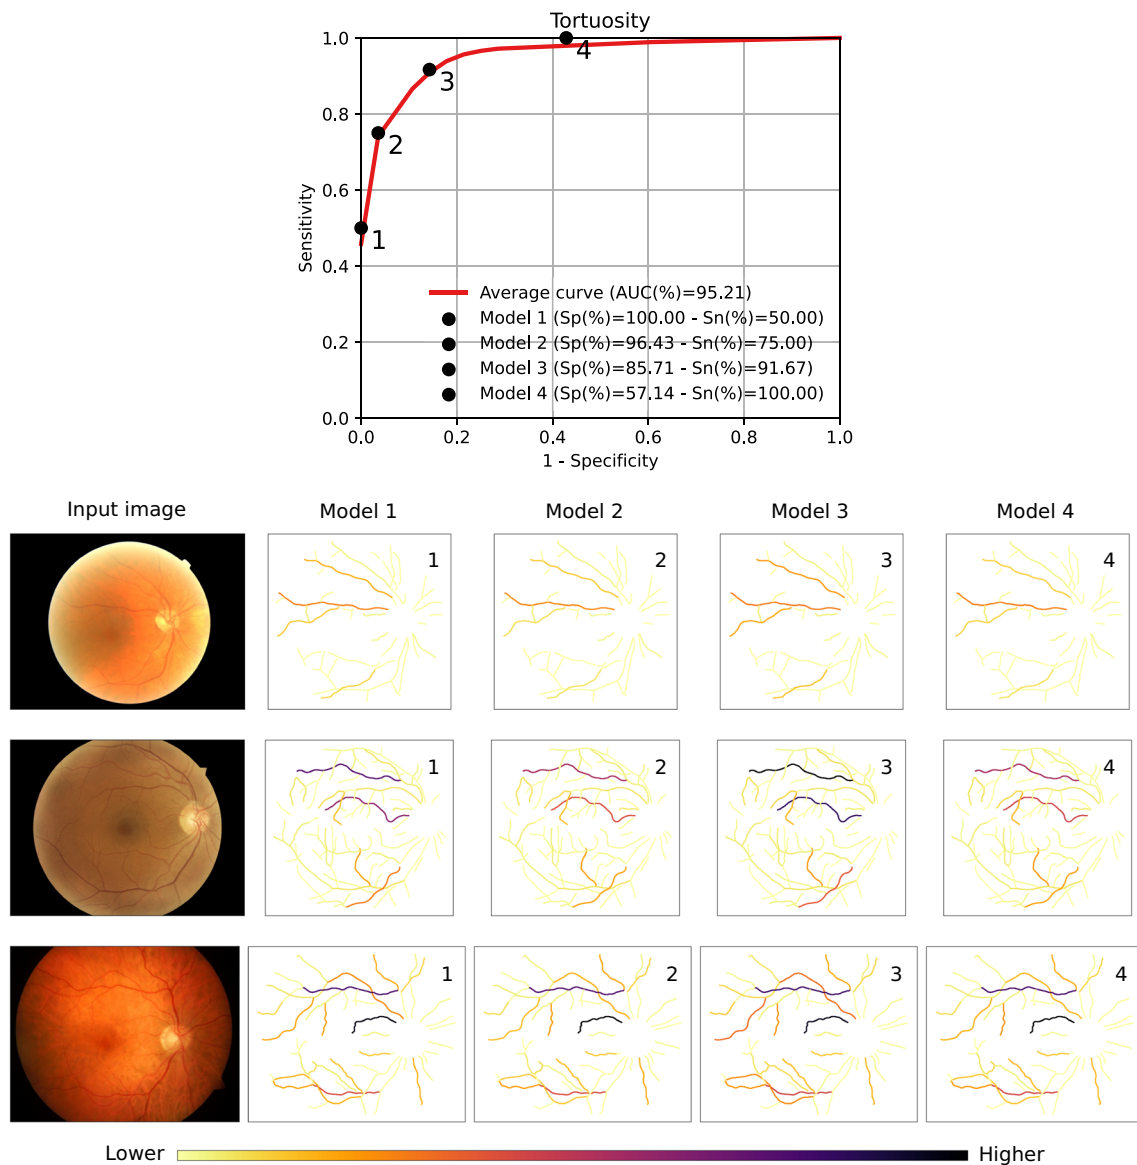 Tortuosity
1.0
0.8
0.6
0.4
0.2
0.0
Sensitivity
1
2
3
4
Average curve (AUC(%)=95.21)
Model 1 (Sp(%)=100.00 - Sn(%)=50.00)
Model 2 (Sp(%)=96.43 - Sn(%)=75.00)
Model 3 (Sp(%)=85.71 - Sn(%)=91.67)
Model 4 (Sp(%)=57.14 - Sn(%)=100.00)
0.0 0.2 0.4 0.6 0.8 1.0
1 - Specificity
Input image Model 1 Model 2 Model 3 Model 4
1 2 3 4
1 2 3 4
1 2 3 4
Lower Higher